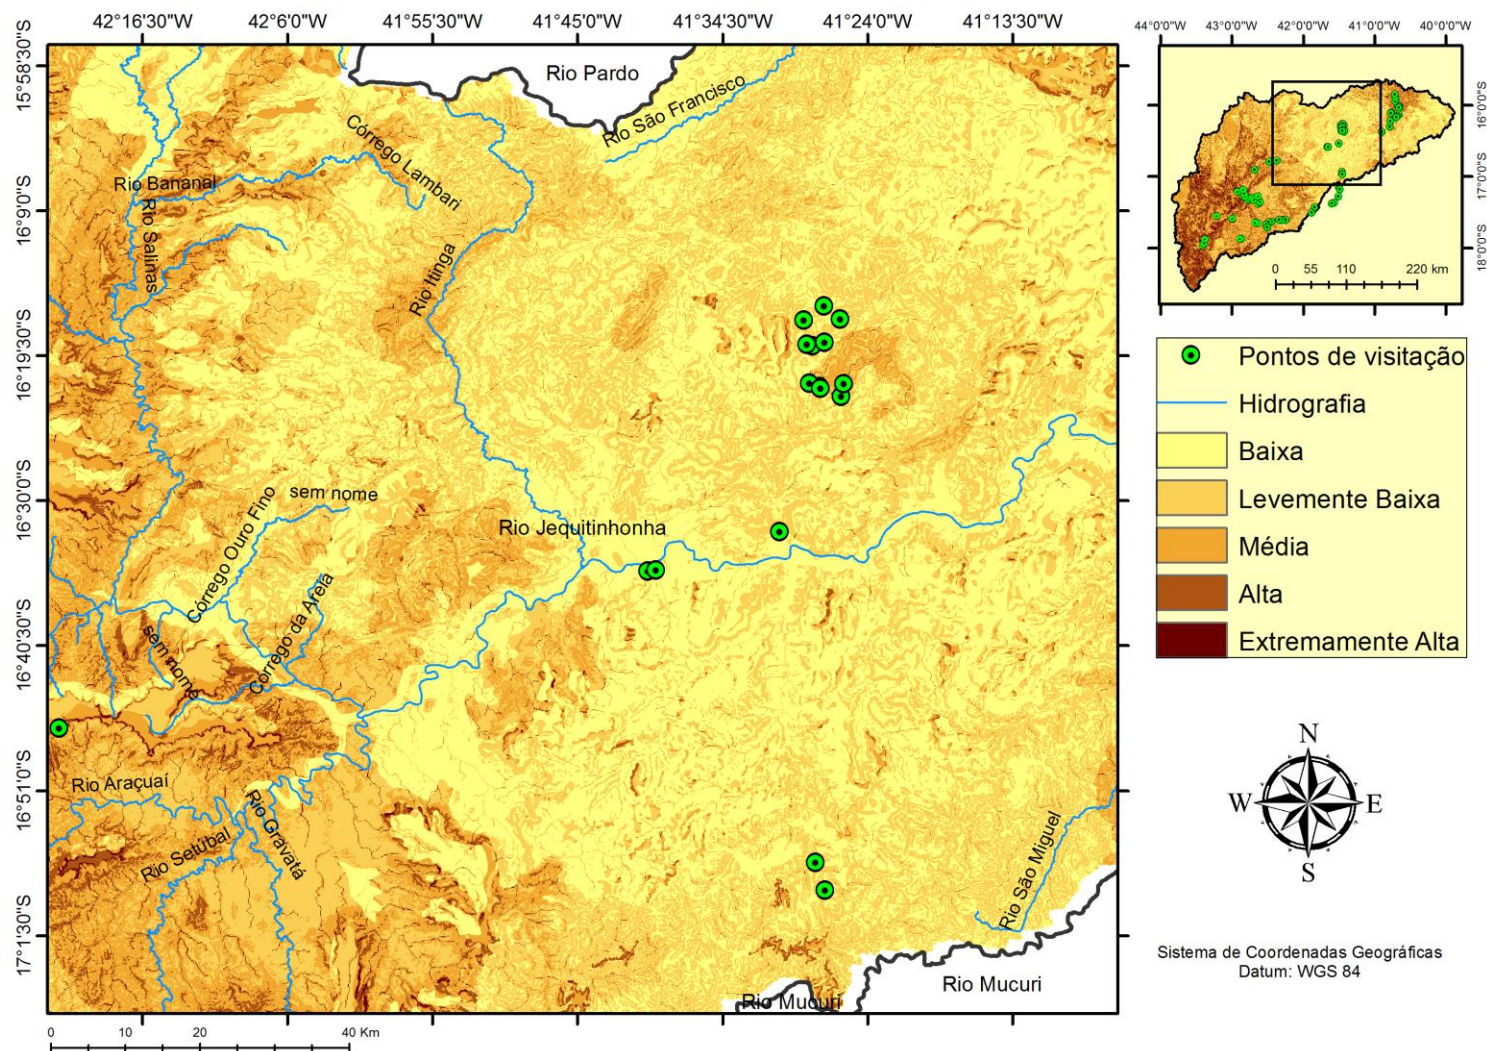 42°16'30"W 42°6'0"W 41°55'30"W 41°45'0"W 41°34'30"W 41°24'0"W 41°13'30"W
15°58'30"S
16°9'0"S
16°19'30"S
16°30'0"S
16°40'30"S
16°51'0"S
17°1'30"S
Rio Pardo
Rio São Francisco
Córrego Lambari
Rio Bananal
Rio Salinas
Rio Itinga
sem nome
Córrego Ouro Fino
Rio Jequitinhonha
Córrego da Areia
sem nome
Rio Araçuaí
Rio Setúbal
Rio Gravatá
Rio São Miguel
Rio Mucuri
Rio Mucuri
0 10 20 40 Km
44°0'0"W 43°0'0"W 42°0'0"W 41°0'0"W 40°0'0"W
16°0'0"S
17°0'0"S
18°0'0"S
0 55 110 220 km
Pontos de visitação
Hidrografia
Baixa
Levemente Baixa
Média
Alta
Extremamente Alta
N
W E
S
Sistema de Coordenadas Geográficas
Datum: WGS 84